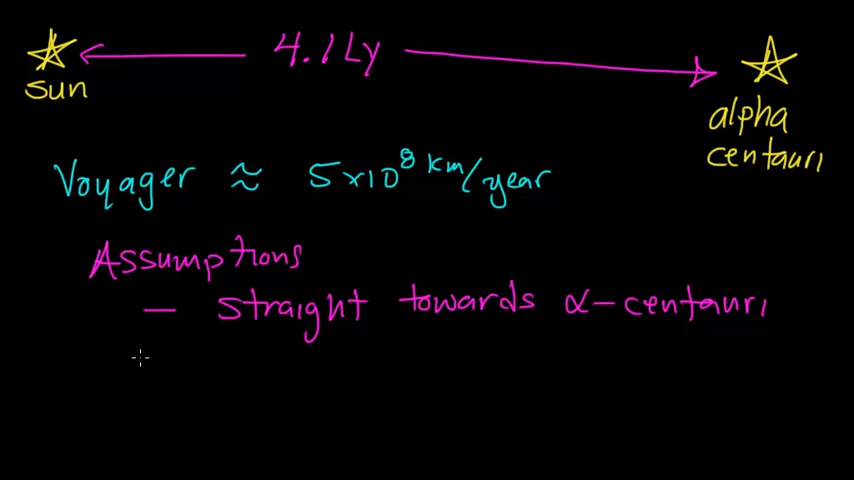 4.1 Ly
sun
alpha
centauri
Voyager ≈ 5×10⁸ km/year
Assumptions
- straight towards α-centauri